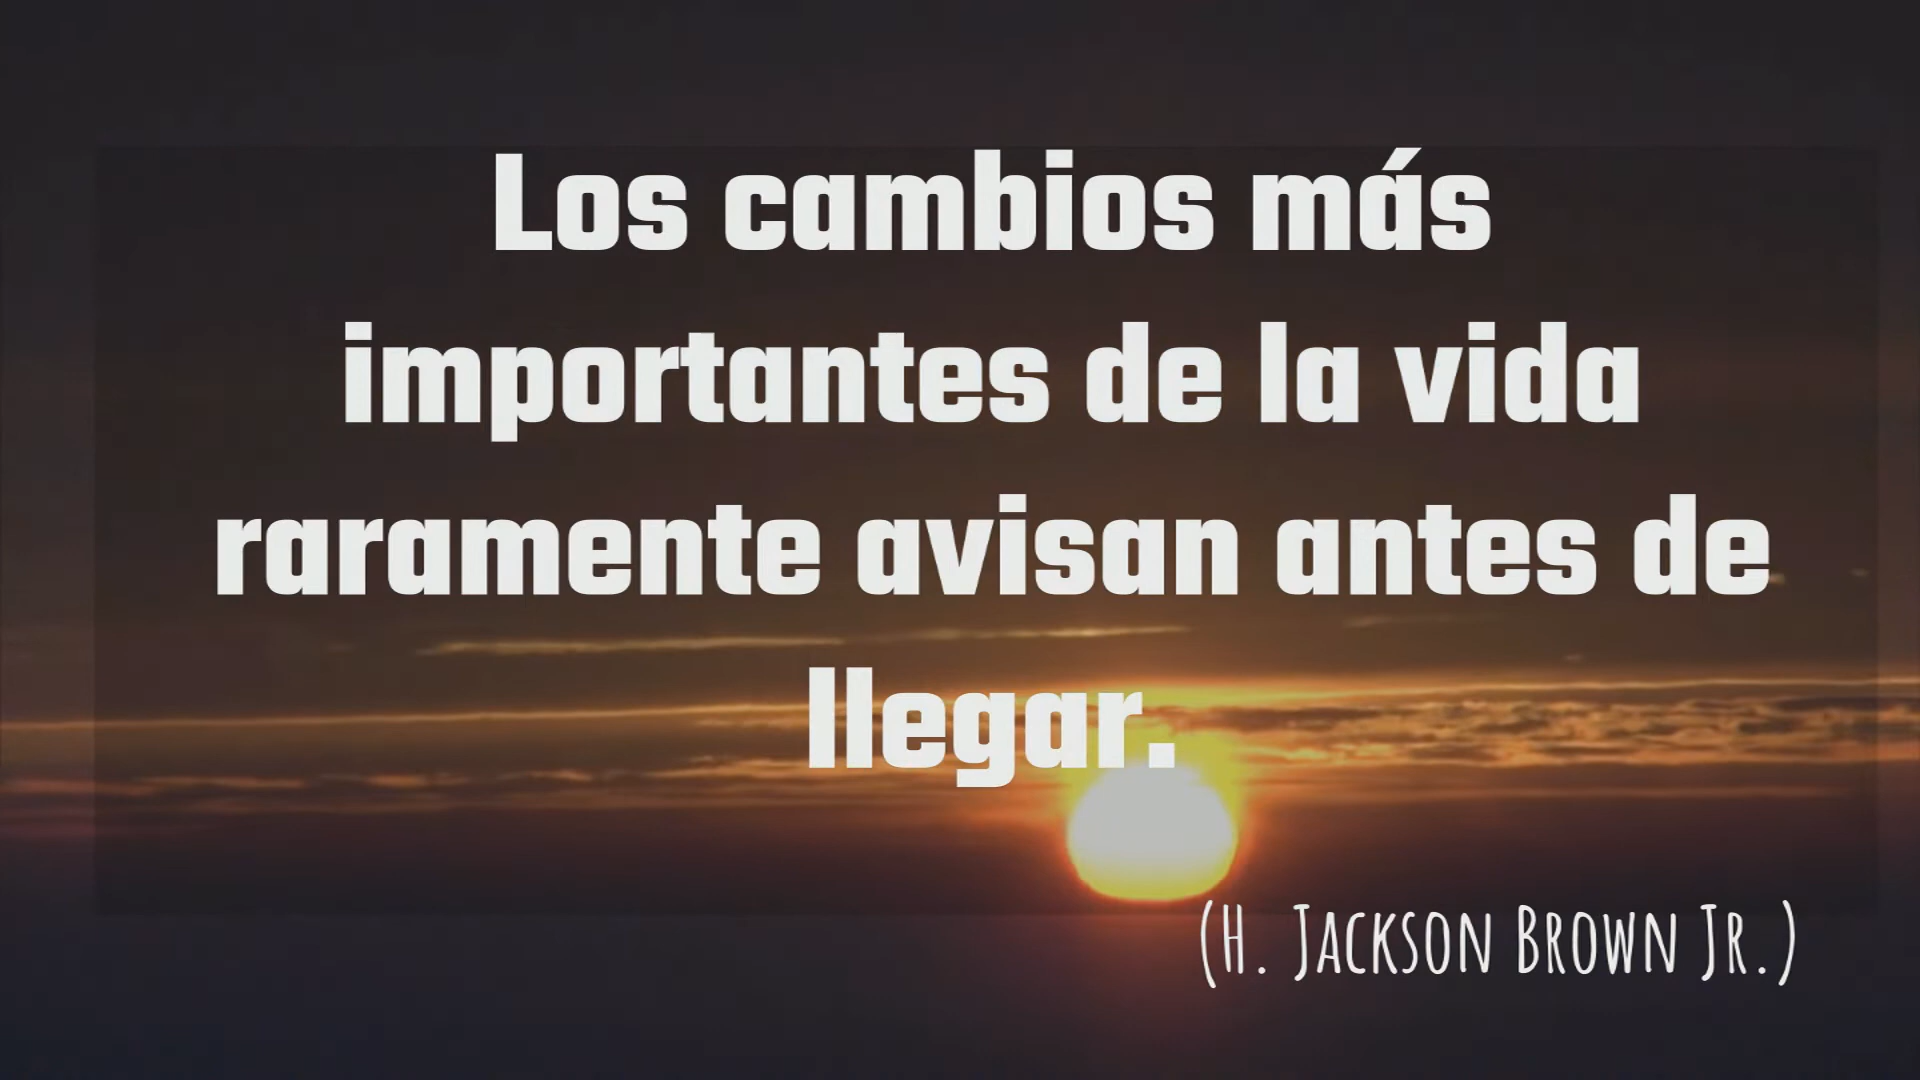 Los cambios más
importantes de la vida
raramente avisan antes de
llegar.
(H. Jackson Brown Jr.)